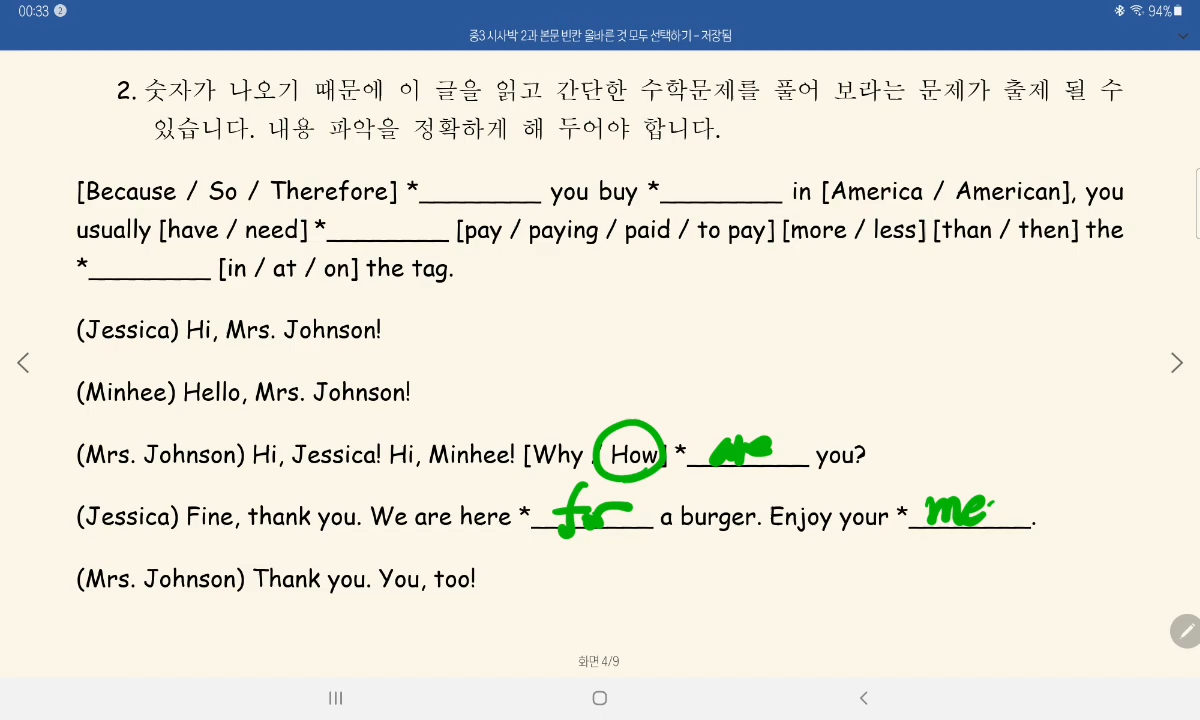 00:33 2 94%
중3 시사박 2과 본문 빈칸 올바른 것 모두 선택하기 – 저장됨
2. 숫자가 나오기 때문에 이 글을 읽고 간단한 수학문제를 풀어 보라는 문제가 출제 될 수
있습니다. 내용 파악을 정확하게 해 두어야 합니다.
[Because / So / Therefore] *_________ you buy *_________ in [America / American], you
usually [have / need] *_________ [pay / paying / paid / to pay] [more / less] [than / then] the
*_________ [in / at / on] the tag.
(Jessica) Hi, Mrs. Johnson!
(Minhee) Hello, Mrs. Johnson!
(Mrs. Johnson) Hi, Jessica! Hi, Minhee! [Why / How] *are you?
(Jessica) Fine, thank you. We are here *for a burger. Enjoy your *me.
(Mrs. Johnson) Thank you. You, too!
화면 4/9